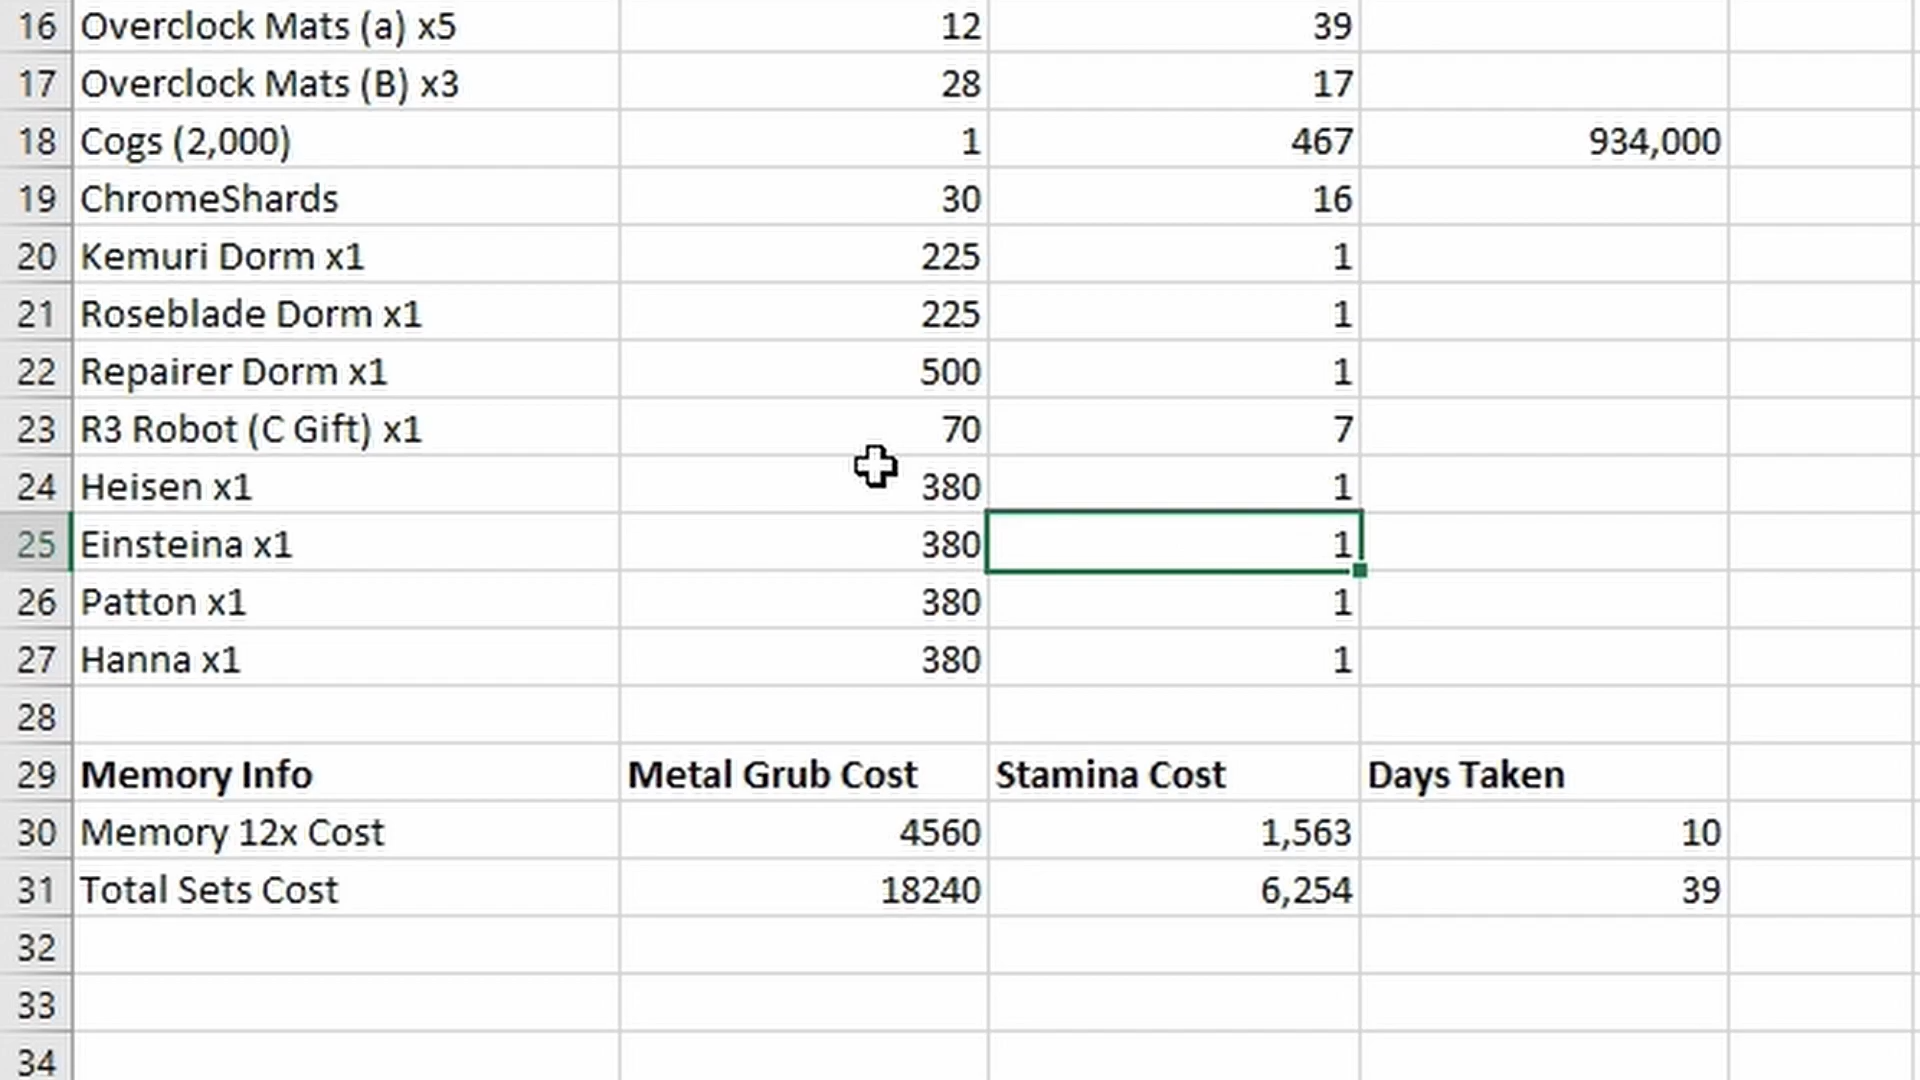 16 Overclock Mats (a) x5 12 39
17 Overclock Mats (B) x3 28 17
18 Cogs (2,000) 1 467 934,000
19 ChromeShards 30 16
20 Kemuri Dorm x1 225 1
21 Roseblade Dorm x1 225 1
22 Repairer Dorm x1 500 1
23 R3 Robot (C Gift) x1 70 7
24 Heisen x1 380 1
25 Einsteina x1 380 1
26 Patton x1 380 1
27 Hanna x1 380 1
28
29 Memory Info Metal Grub Cost Stamina Cost Days Taken
30 Memory 12x Cost 4560 1,563 10
31 Total Sets Cost 18240 6,254 39
32
33
34